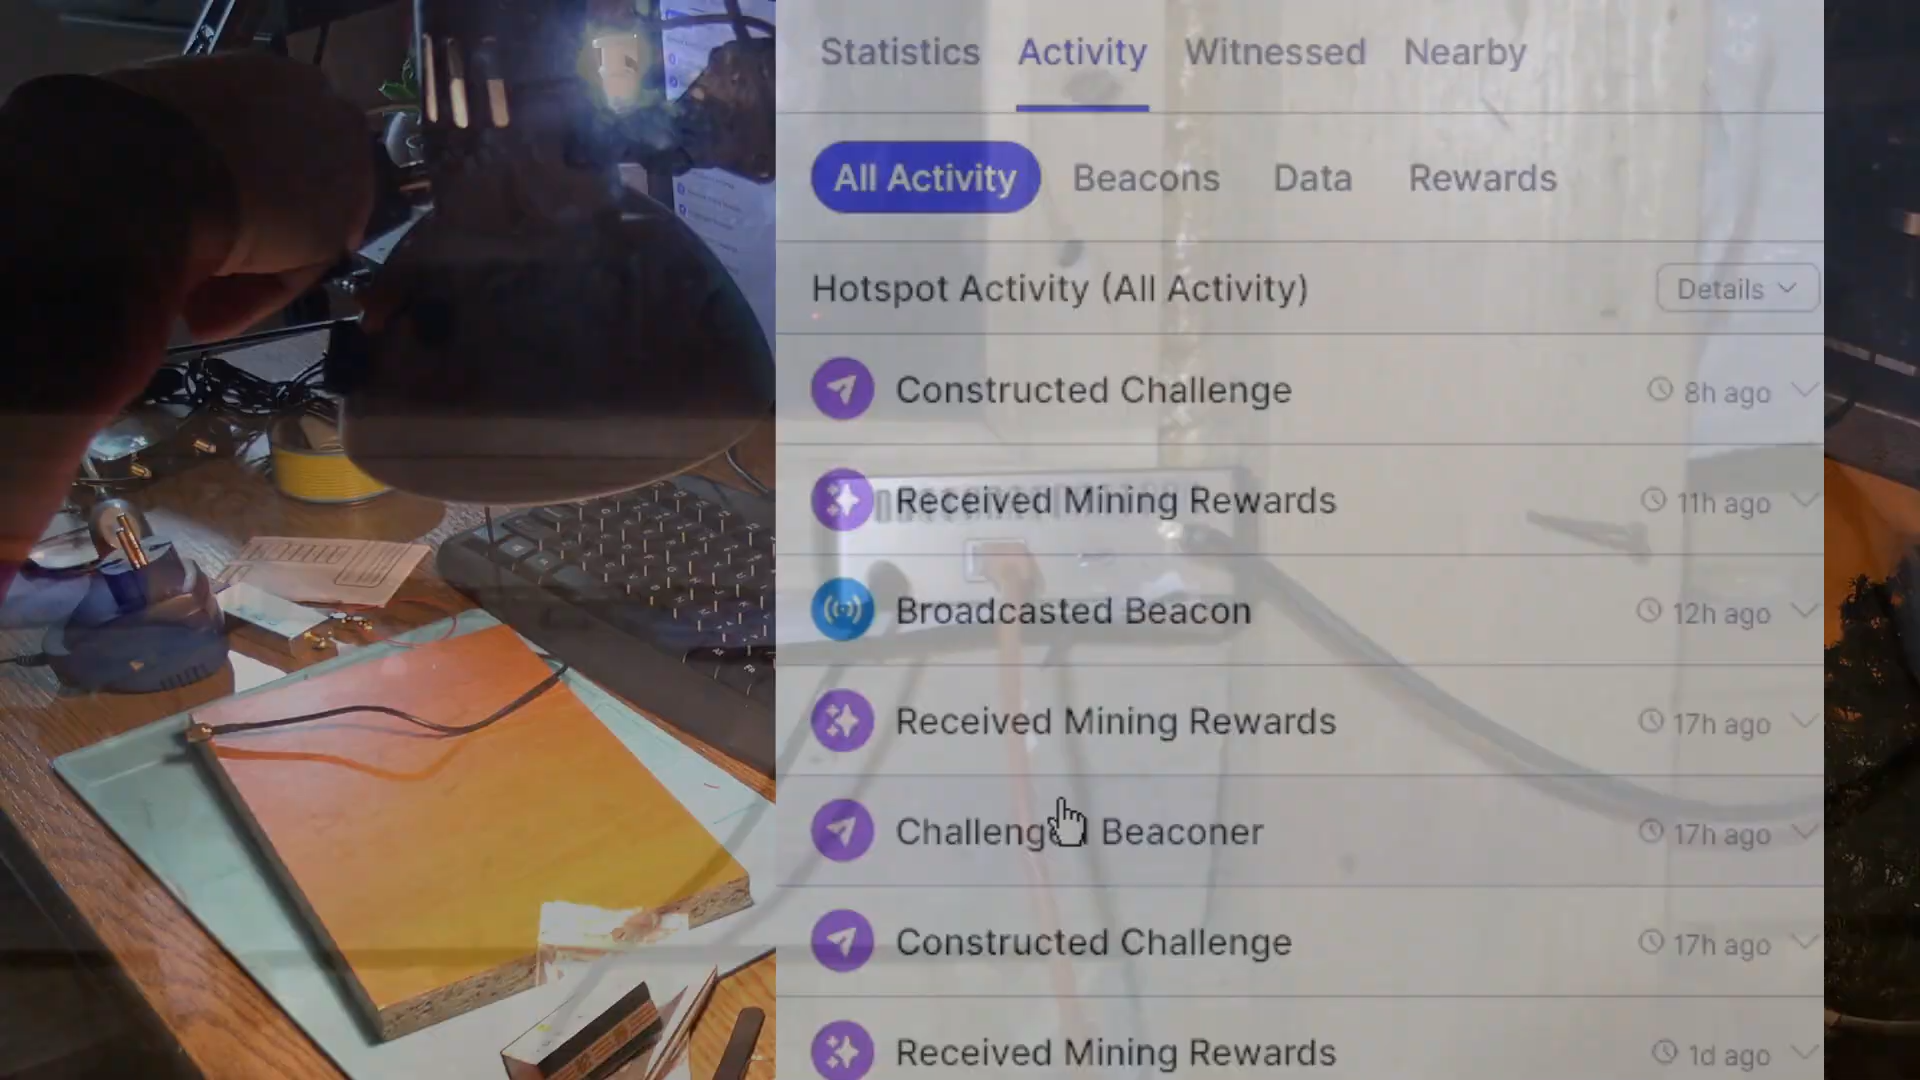 Statistics Activity Witnessed Nearby
All Activity Beacons Data Rewards
Hotspot Activity (All Activity) Details
Constructed Challenge 8h ago
Received Mining Rewards 11h ago
Broadcasted Beacon 12h ago
Received Mining Rewards 17h ago
Challenged Beaconer 17h ago
Constructed Challenge 17h ago
Received Mining Rewards 1d ago